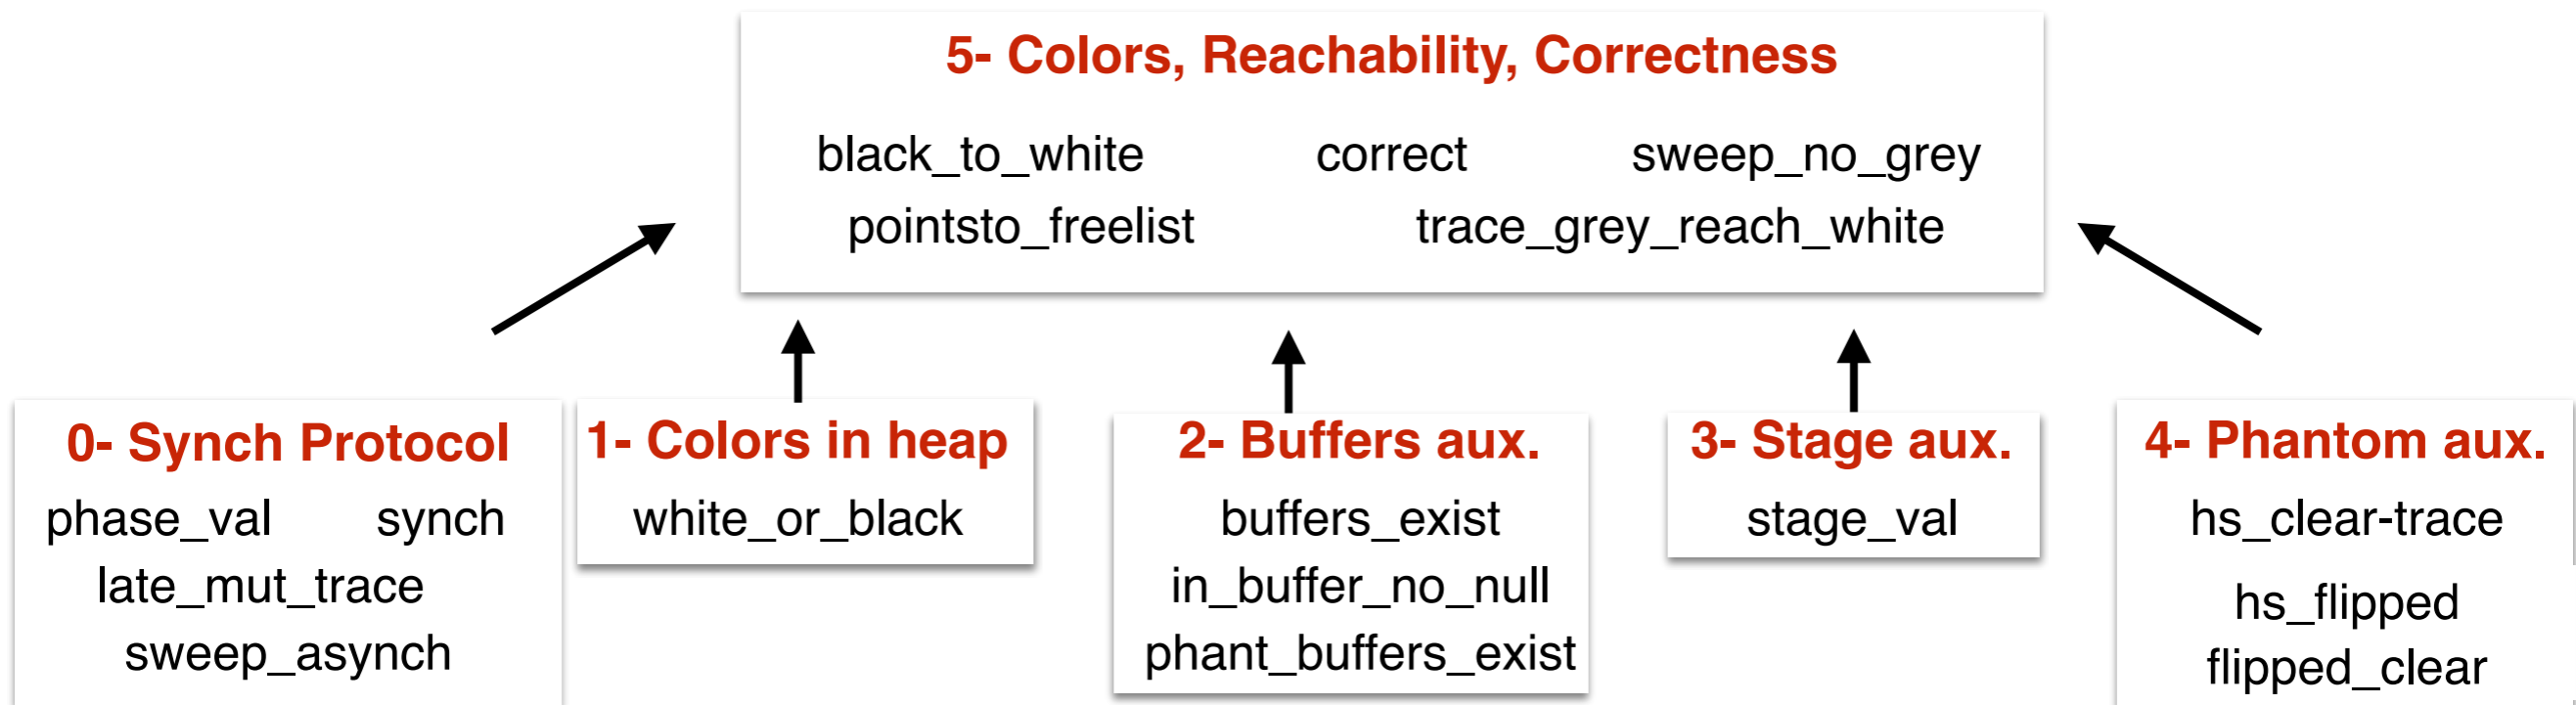 5- Colors, Reachability, Correctness
black_to_white correct sweep_no_grey
pointsto_freelist trace_grey_reach_white
0- Synch Protocol
phase_val synch
late_mut_trace
sweep_asynch
1- Colors in heap
white_or_black
2- Buffers aux.
buffers_exist
in_buffer_no_null
phant_buffers_exist
3- Stage aux.
stage_val
4- Phantom aux.
hs_clear-trace
hs_flipped
flipped_clear